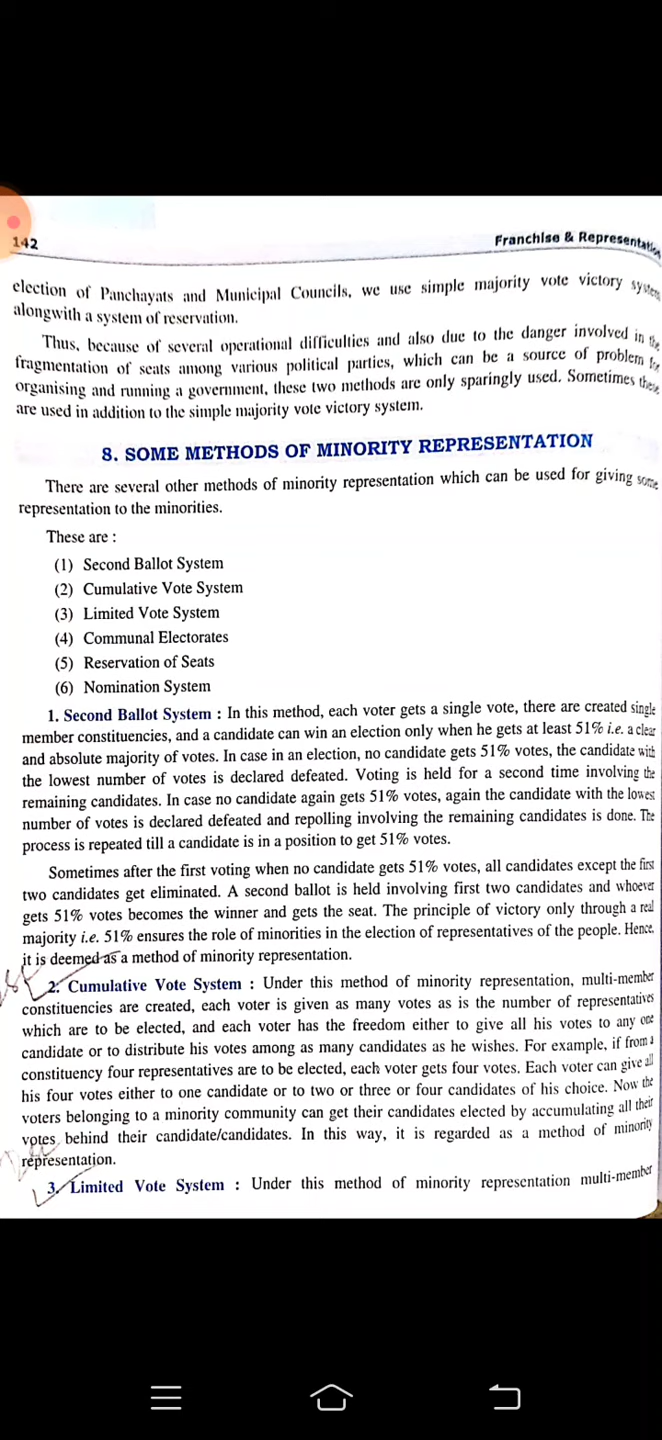 142
Franchise & Representation
election of Panchayats and Municipal Councils, we use simple majority vote victory system
alongwith a system of reservation.
Thus, because of several operational difficulties and also due to the danger involved in the
fragmentation of seats among various political parties, which can be a source of problem for
organising and running a government, these two methods are only sparingly used. Sometimes these
are used in addition to the simple majority vote victory system.
8. SOME METHODS OF MINORITY REPRESENTATION
There are several other methods of minority representation which can be used for giving some
representation to the minorities.
These are :
(1) Second Ballot System
(2) Cumulative Vote System
(3) Limited Vote System
(4) Communal Electorates
(5) Reservation of Seats
(6) Nomination System
1. Second Ballot System : In this method, each voter gets a single vote, there are created single
member constituencies, and a candidate can win an election only when he gets at least 51% i.e. a clear
and absolute majority of votes. In case in an election, no candidate gets 51% votes, the candidate with
the lowest number of votes is declared defeated. Voting is held for a second time involving the
remaining candidates. In case no candidate again gets 51% votes, again the candidate with the lowest
number of votes is declared defeated and repolling involving the remaining candidates is done. The
process is repeated till a candidate is in a position to get 51% votes.
Sometimes after the first voting when no candidate gets 51% votes, all candidates except the first
two candidates get eliminated. A second ballot is held involving first two candidates and whoever
gets 51% votes becomes the winner and gets the seat. The principle of victory only through a real
majority i.e. 51% ensures the role of minorities in the election of representatives of the people. Hence,
it is deemed as a method of minority representation.
2. Cumulative Vote System : Under this method of minority representation, multi-member
constituencies are created, each voter is given as many votes as is the number of representatives
which are to be elected, and each voter has the freedom either to give all his votes to any one
candidate or to distribute his votes among as many candidates as he wishes. For example, if from a
constituency four representatives are to be elected, each voter gets four votes. Each voter can give all
his four votes either to one candidate or to two or three or four candidates of his choice. Now the
voters belonging to a minority community can get their candidates elected by accumulating all their
votes behind their candidate/candidates. In this way, it is regarded as a method of minority
representation.
3. Limited Vote System : Under this method of minority representation multi-member